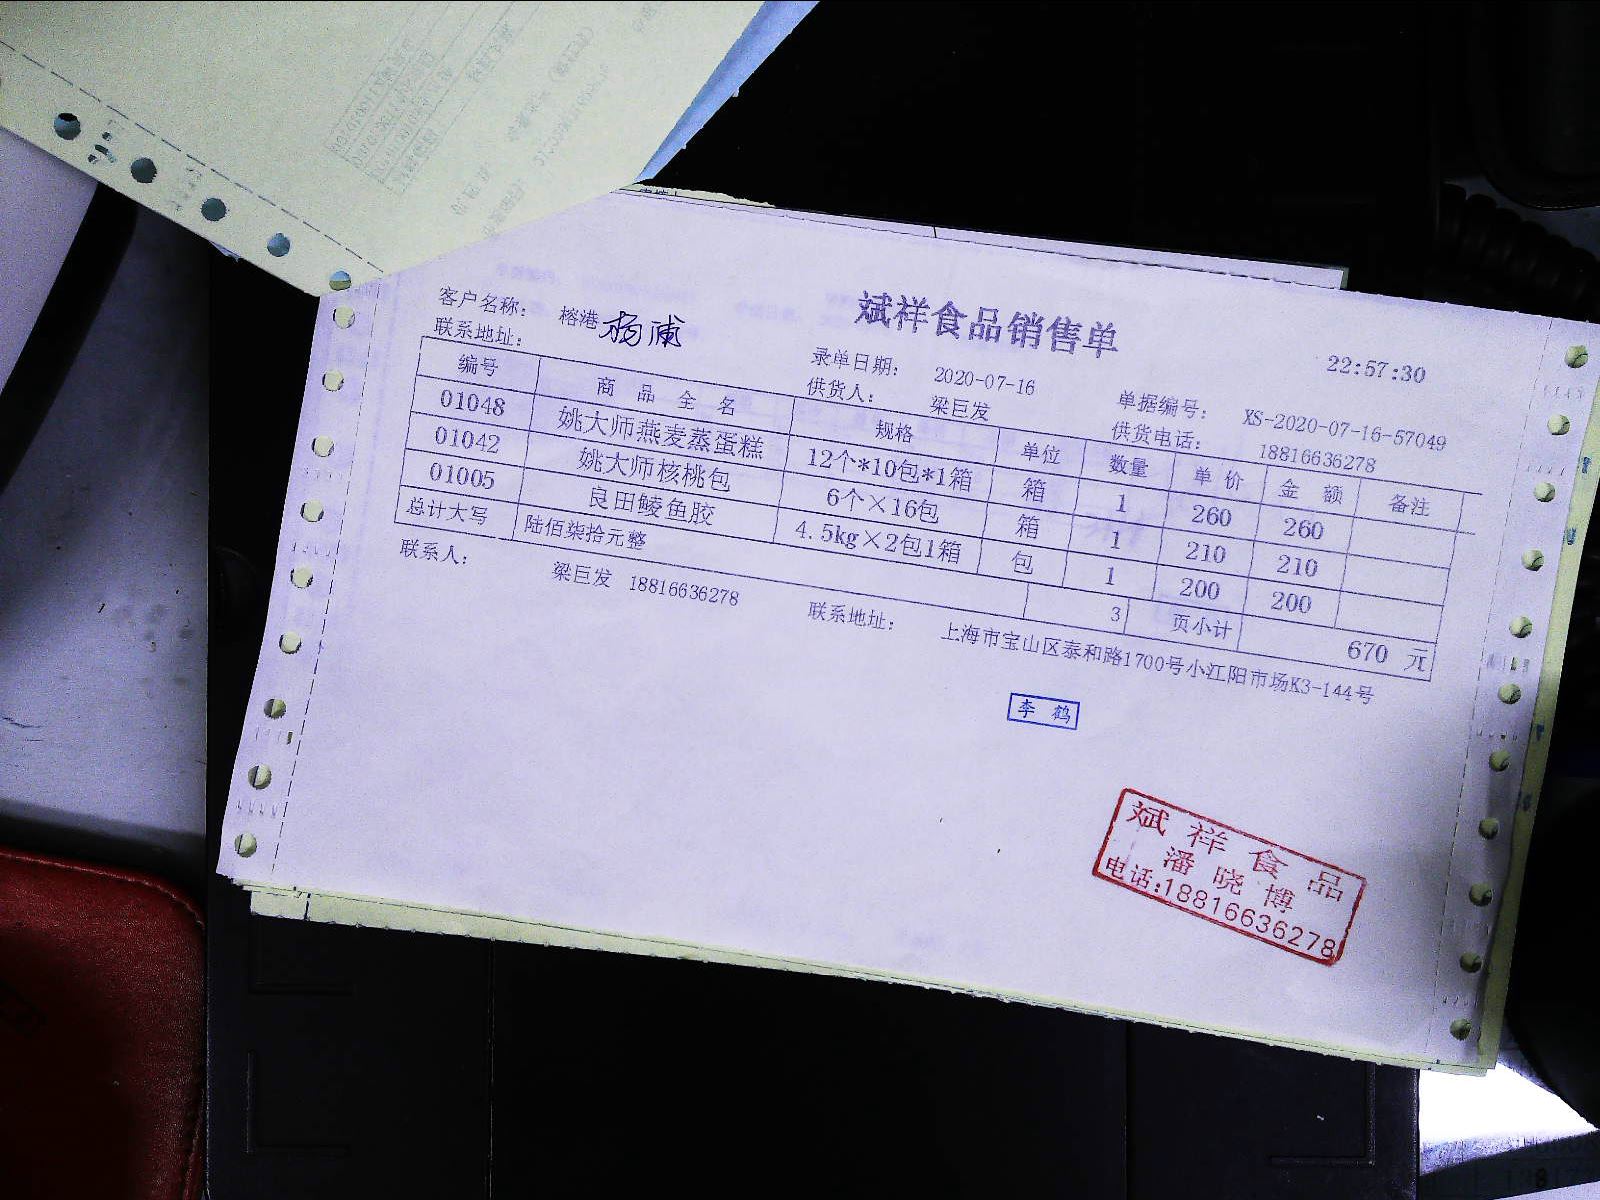 斌祥食品销售单
22:57:30
客户名称： 榕港 杨浦 录单日期： 2020-07-16 单据编号： XS-2020-07-16-57049
联系地址： 供货人： 梁巨发 供货电话： 18816636278
编号 商品全名 规格 单位 数量 单价 金额 备注
01048 姚大师燕麦蒸蛋糕 12个*10包*1箱 箱 1 260 260
01042 姚大师核桃包 6个×16包 箱 1 210 210
01005 良田鲮鱼胶 4.5kg×2包1箱 包 1 200 200
总计大写 陆佰柒拾元整 3 页小计 670 元
联系人： 梁巨发 18816636278 联系地址： 上海市宝山区泰和路1700号小江阳市场K3-144号
李鹤
斌祥食品
潘晓博
电话:18816636278